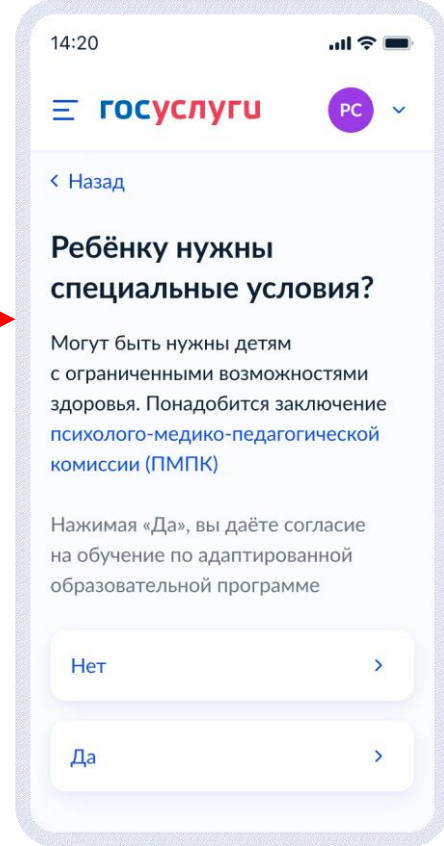 14:20
госуслуги
РС
Назад
Ребёнку нужны
специальные условия?
Могут быть нужны детям
с ограниченными возможностями
здоровья. Понадобится заключение
психолого-медико-педагогической
комиссии (ПМПК)
Нажимая «Да», вы даёте согласие
на обучение по адаптированной
образовательной программе
Нет
Да